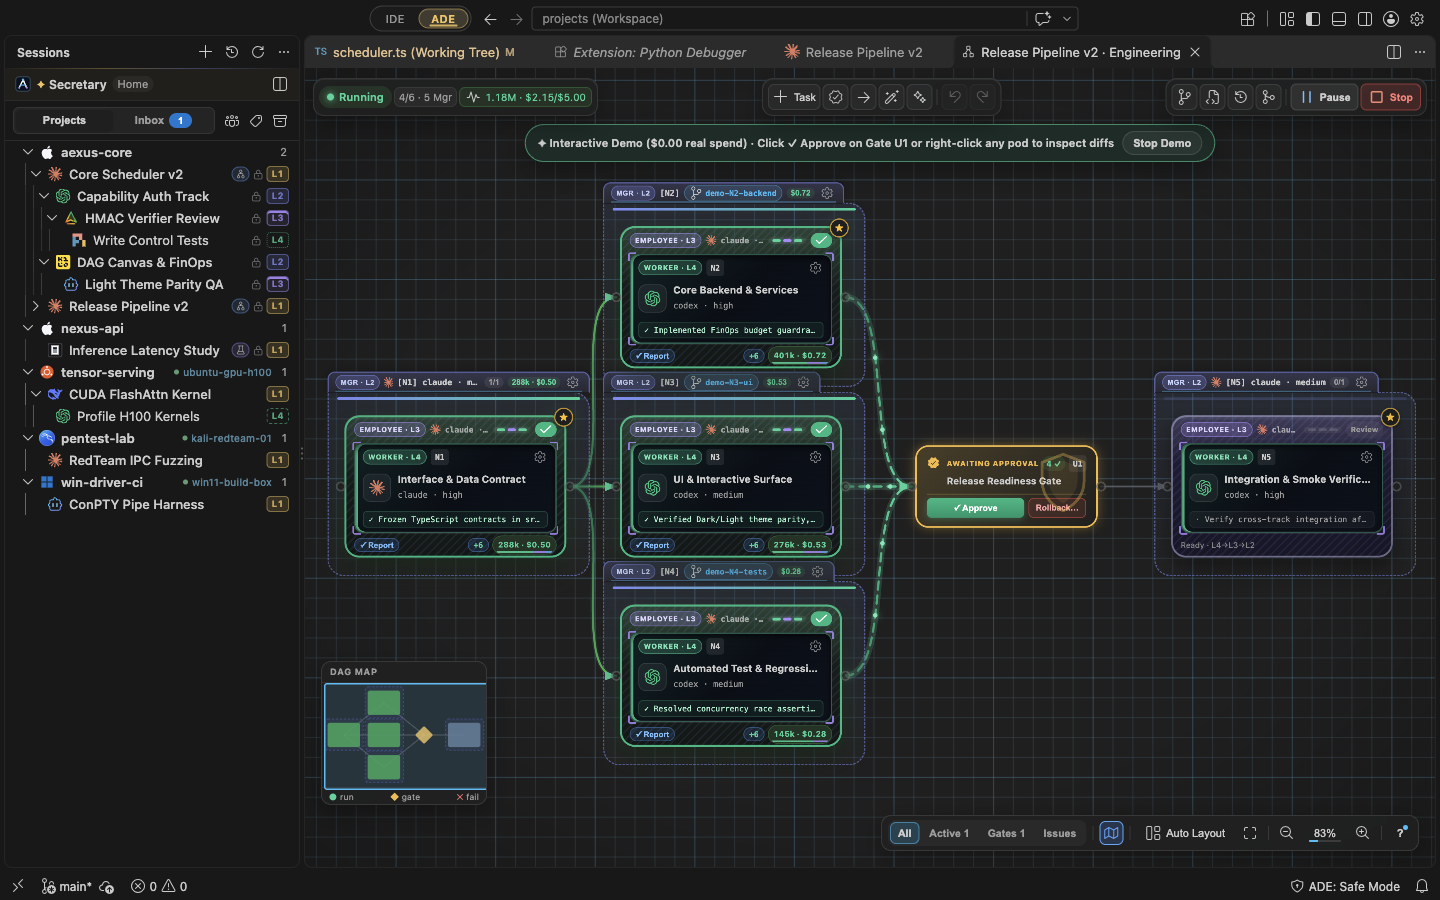 IDE
ADE
projects (Workspace)
Sessions
TS scheduler.ts (Working Tree) M
Extension: Python Debugger
Release Pipeline v2
Release Pipeline v2 · Engineering
Secretary
Home
Running
4/6 · 5 Mgr
1.18M · $2.15/$5.00
Task
Pause
Stop
Projects
Inbox 1
✦ Interactive Demo ($0.00 real spend) · Click ✓ Approve on Gate U1 or right-click any pod to inspect diffs
Stop Demo
aexus-core 2
Core Scheduler v2 L1
Capability Auth Track L2
HMAC Verifier Review L3
Write Control Tests L4
DAG Canvas & FinOps L2
Light Theme Parity QA L3
Release Pipeline v2 L1
nexus-api 1
Inference Latency Study L1
tensor-serving ubuntu-gpu-h100 1
CUDA FlashAttn Kernel L1
Profile H100 Kernels L4
pentest-lab kali-redteam-01 1
RedTeam IPC Fuzzing L1
win-driver-ci win11-build-box 1
ConPTY Pipe Harness L1
MGR · L2 [N2] demo-N2-backend $0.72
EMPLOYEE · L3 claude ·…
WORKER · L4 N2
Core Backend & Services
codex · high
✓ Implemented FinOps budget guardra…
✓Report +6 401k · $0.72
MGR · L2 [N1] claude · m… 1/1 288k · $0.50
EMPLOYEE · L3 claude ·…
WORKER · L4 N1
Interface & Data Contract
claude · high
✓ Frozen TypeScript contracts in sr…
✓Report +6 288k · $0.50
MGR · L2 [N3] demo-N3-ui $0.53
EMPLOYEE · L3 claude ·…
WORKER · L4 N3
UI & Interactive Surface
codex · medium
✓ Verified Dark/Light theme parity,…
✓Report +6 276k · $0.53
AWAITING APPROVAL 4 ✓ U1
Release Readiness Gate
✓Approve
Rollback…
MGR · L2 [N5] claude · medium 0/1
EMPLOYEE · L3 clau… Review
WORKER · L4 N5
Integration & Smoke Verific…
codex · high
· Verify cross-track integration af…
Ready · L4→L3→L2
MGR · L2 [N4] demo-N4-tests $0.28
EMPLOYEE · L3 claude ·…
WORKER · L4 N4
Automated Test & Regressi…
codex · medium
✓ Resolved concurrency race asserti…
✓Report +6 145k · $0.28
DAG MAP
run
gate
fail
All
Active 1
Gates 1
Issues
Auto Layout
83%
?
main*
0
0
ADE: Safe Mode